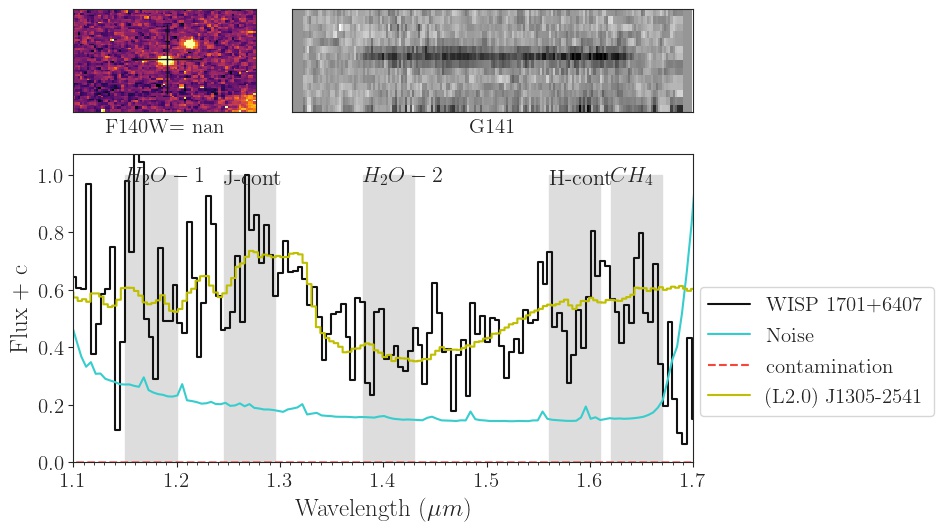 F140W= nan
G141
H₂O − 1
J-cont
H₂O − 2
H-cont
CH₄
Flux + c
1.0
0.8
0.6
0.4
0.2
0.0
1.1
1.2
1.3
1.4
1.5
1.6
1.7
Wavelength (μm)
WISP 1701+6407
Noise
contamination
(L2.0) J1305-2541